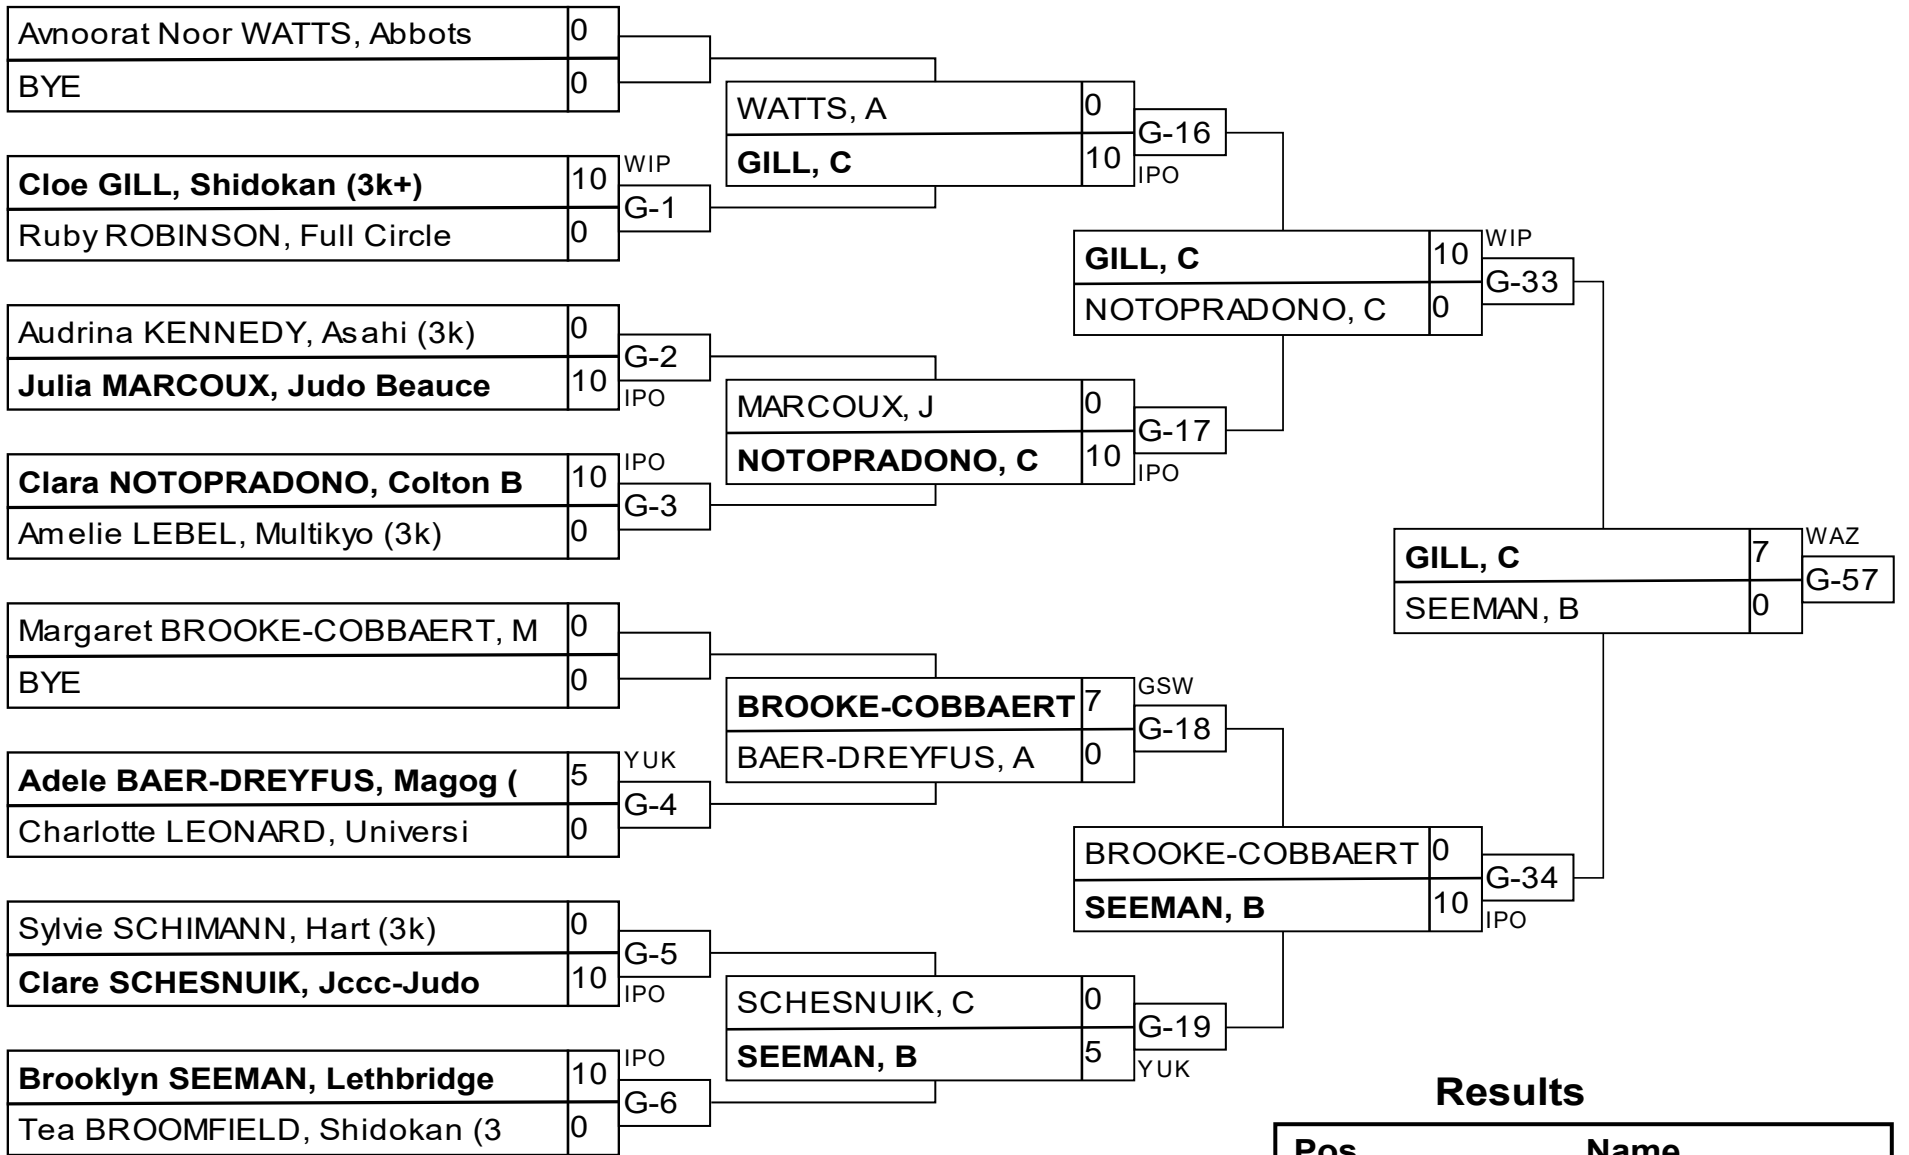 Avnoorat Noor WATTS, Abbots 0
BYE 0
Cloe GILL, Shidokan (3k+) 10 WIP
G-1
Ruby ROBINSON, Full Circle 0
Audrina KENNEDY, Asahi (3k) 0
G-2
Julia MARCOUX, Judo Beauce 10 IPO
Clara NOTOPRADONO, Colton B 10 IPO
G-3
Amelie LEBEL, Multikyo (3k) 0
Margaret BROOKE-COBBAERT, M 0
BYE 0
Adele BAER-DREYFUS, Magog ( 5 YUK
G-4
Charlotte LEONARD, Universi 0
Sylvie SCHIMANN, Hart (3k) 0
G-5
Clare SCHESNUIK, Jccc-Judo 10 IPO
Brooklyn SEEMAN, Lethbridge 10 IPO
G-6
Tea BROOMFIELD, Shidokan (3 0
WATTS, A 0
G-16
GILL, C 10 IPO
MARCOUX, J 0
G-17
NOTOPRADONO, C 10 IPO
BROOKE-COBBAERT 7 GSW
G-18
BAER-DREYFUS, A 0
SCHESNUIK, C 0
G-19
SEEMAN, B 5 YUK
GILL, C 10 WIP
G-33
NOTOPRADONO, C 0
BROOKE-COBBAERT 0
G-34
SEEMAN, B 10 IPO
GILL, C 7 WAZ
G-57
SEEMAN, B 0
Results
Pos Name